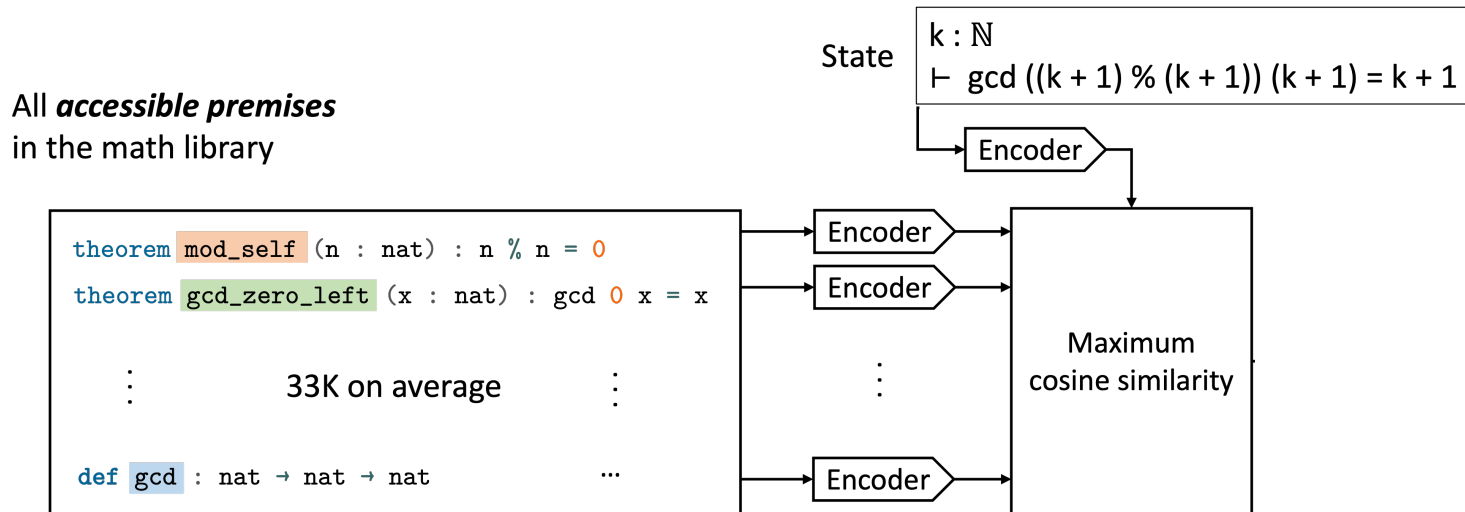 State
k : ℕ
⊢ gcd ((k + 1) % (k + 1)) (k + 1) = k + 1
All accessible premises
in the math library
Encoder
theorem mod_self (n : nat) : n % n = 0
Encoder
theorem gcd_zero_left (x : nat) : gcd 0 x = x
Encoder
⋮ 33K on average ⋮
⋮
Maximum
cosine similarity
def gcd : nat → nat → nat ...
Encoder